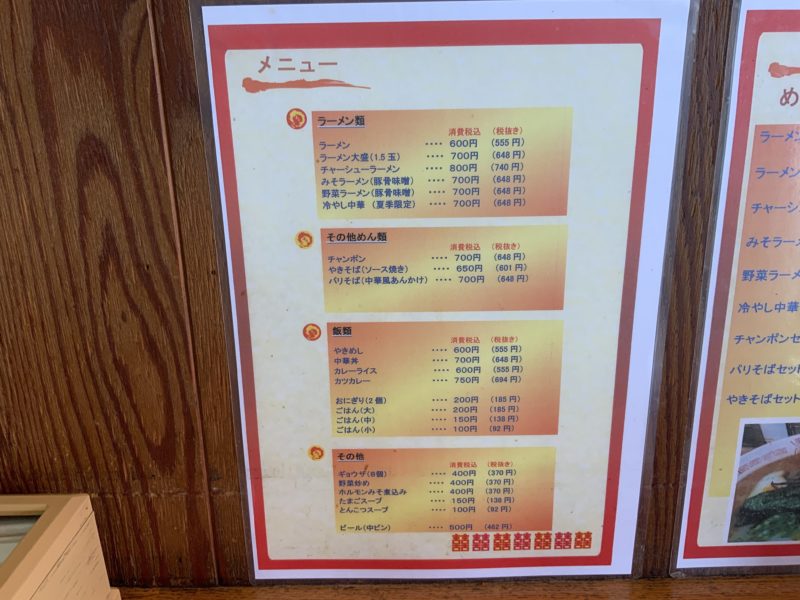 メニュー
ラーメン類
消費税込 (税抜き)
ラーメン ････ 600円 (555円)
ラーメン大盛(1.5玉) ････ 700円 (648円)
チャーシューラーメン ････ 800円 (740円)
みそラーメン(豚骨味噌) ････ 700円 (648円)
野菜ラーメン(豚骨味噌) ････ 700円 (648円)
冷やし中華 (夏季限定) ････ 700円 (648円)
その他めん類
消費税込 (税抜き)
チャンポン ････ 700円 (648円)
やきそば(ソース焼き) ････ 650円 (601円)
パリそば(中華風あんかけ) ････ 700円 (648円)
飯類
消費税込 (税抜き)
やきめし ････ 600円 (555円)
中華丼 ････ 700円 (648円)
カレーライス ････ 600円 (555円)
カツカレー ････ 750円 (694円)
おにぎり(2個) ････ 200円 (185円)
ごはん(大) ････ 200円 (185円)
ごはん(中) ････ 150円 (138円)
ごはん(小) ････ 100円 (92円)
その他
消費税込 (税抜き)
ギョウザ(6個) ････ 400円 (370円)
野菜炒め ････ 400円 (370円)
ホルモンみそ煮込み ････ 400円 (370円)
たまごスープ ････ 150円 (138円)
とんこつスープ ････ 100円 (92円)
ビール(中ビン) ････ 500円 (462円)
囍囍囍囍囍囍囍
め
ラーメン
ラーメン
チャーシュ
みそラーメ
野菜ラーメ
冷やし中華
チャンポンセ
パリそばセット
やきそばセット